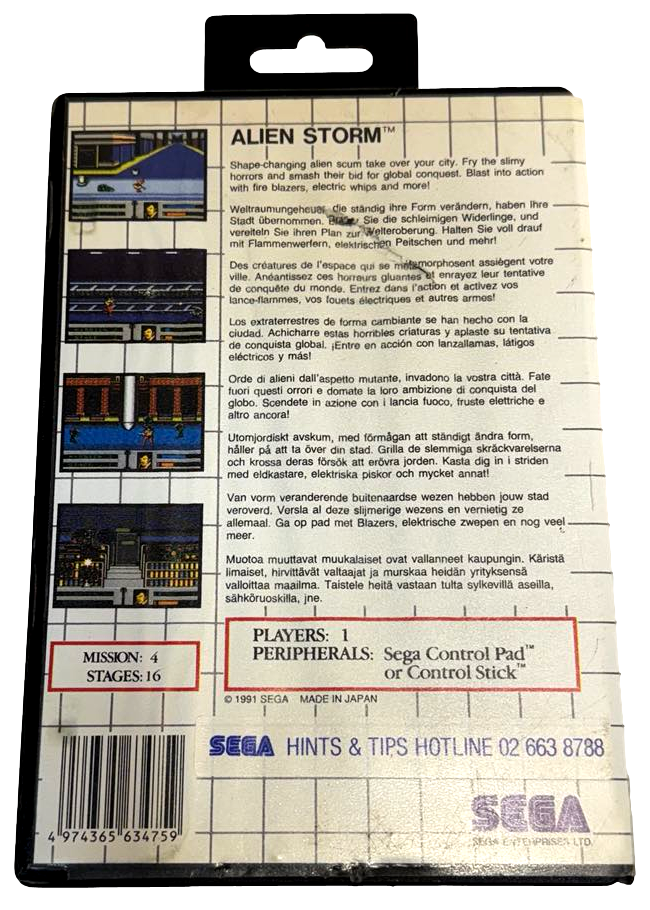 ALIEN STORM™
Shape-changing alien scum take over your city. Fry the slimy
horrors and smash their bid for global conquest. Blast into action
with fire blazers, electric whips and more!
Weltraumungeheuer, die ständig ihre Form verändern, haben Ihre
Stadt übernommen. Sie die schleimigen Widerlinge, und
vereiteln Sie ihren Plan zur Welteroberung. Halten Sie voll drauf
mit Flammenwerfern, elektrischen Peitschen und mehr!
Des créatures de l'espace qui se métamorphosent assiègent votre
ville. Anéantissez ces horreurs gluantes et enrayez leur tentative
de conquête du monde. Entrez dans l'action et activez vos
lance-flammes, vos fouets électriques et autres armes!
Los extraterrestres de forma cambiante se han hecho con la
ciudad. Achicharre estas horribles criaturas y aplaste su tentativa
de conquista global. ¡Entre en acción con lanzallamas, látigos
eléctricos y más!
Orde di alieni dall'aspetto mutante, invadono la vostra città. Fate
fuori questi orrori e domate la loro ambizione di conquista del
globo. Scendete in azione con i lancia fuoco, fruste elettriche e
altro ancora!
Utomjordiskt avskum, med förmågan att ständigt ändra form,
håller på att ta över din stad. Grilla de slemmiga skräckvarelserna
och krossa deras försök att erövra jorden. Kasta dig in i striden
med eldkastare, elektriska piskor och mycket annat!
Van vorm veranderende buitenaardse wezen hebben jouw stad
veroverd. Versla al deze slijmerige wezens en vernietig ze
allemaal. Ga op pad met Blazers, elektrische zwepen en nog veel
meer.
Muotoa muuttavat muukalaiset ovat vallanneet kaupungin. Käristä
limaiset, hirvittävät valtaajat ja murskaa heidän yrityksensä
valloittaa maailma. Taistele heitä vastaan tulta sylkevillä aseilla,
sähköruoskilla, jne.
MISSION: 4
STAGES: 16
PLAYERS: 1
PERIPHERALS: Sega Control Pad™
or Control Stick™
© 1991 SEGA MADE IN JAPAN
SEGA HINTS & TIPS HOTLINE 02 663 8788
4 974365 634759
SEGA
SEGA ENTERPRISES LTD.